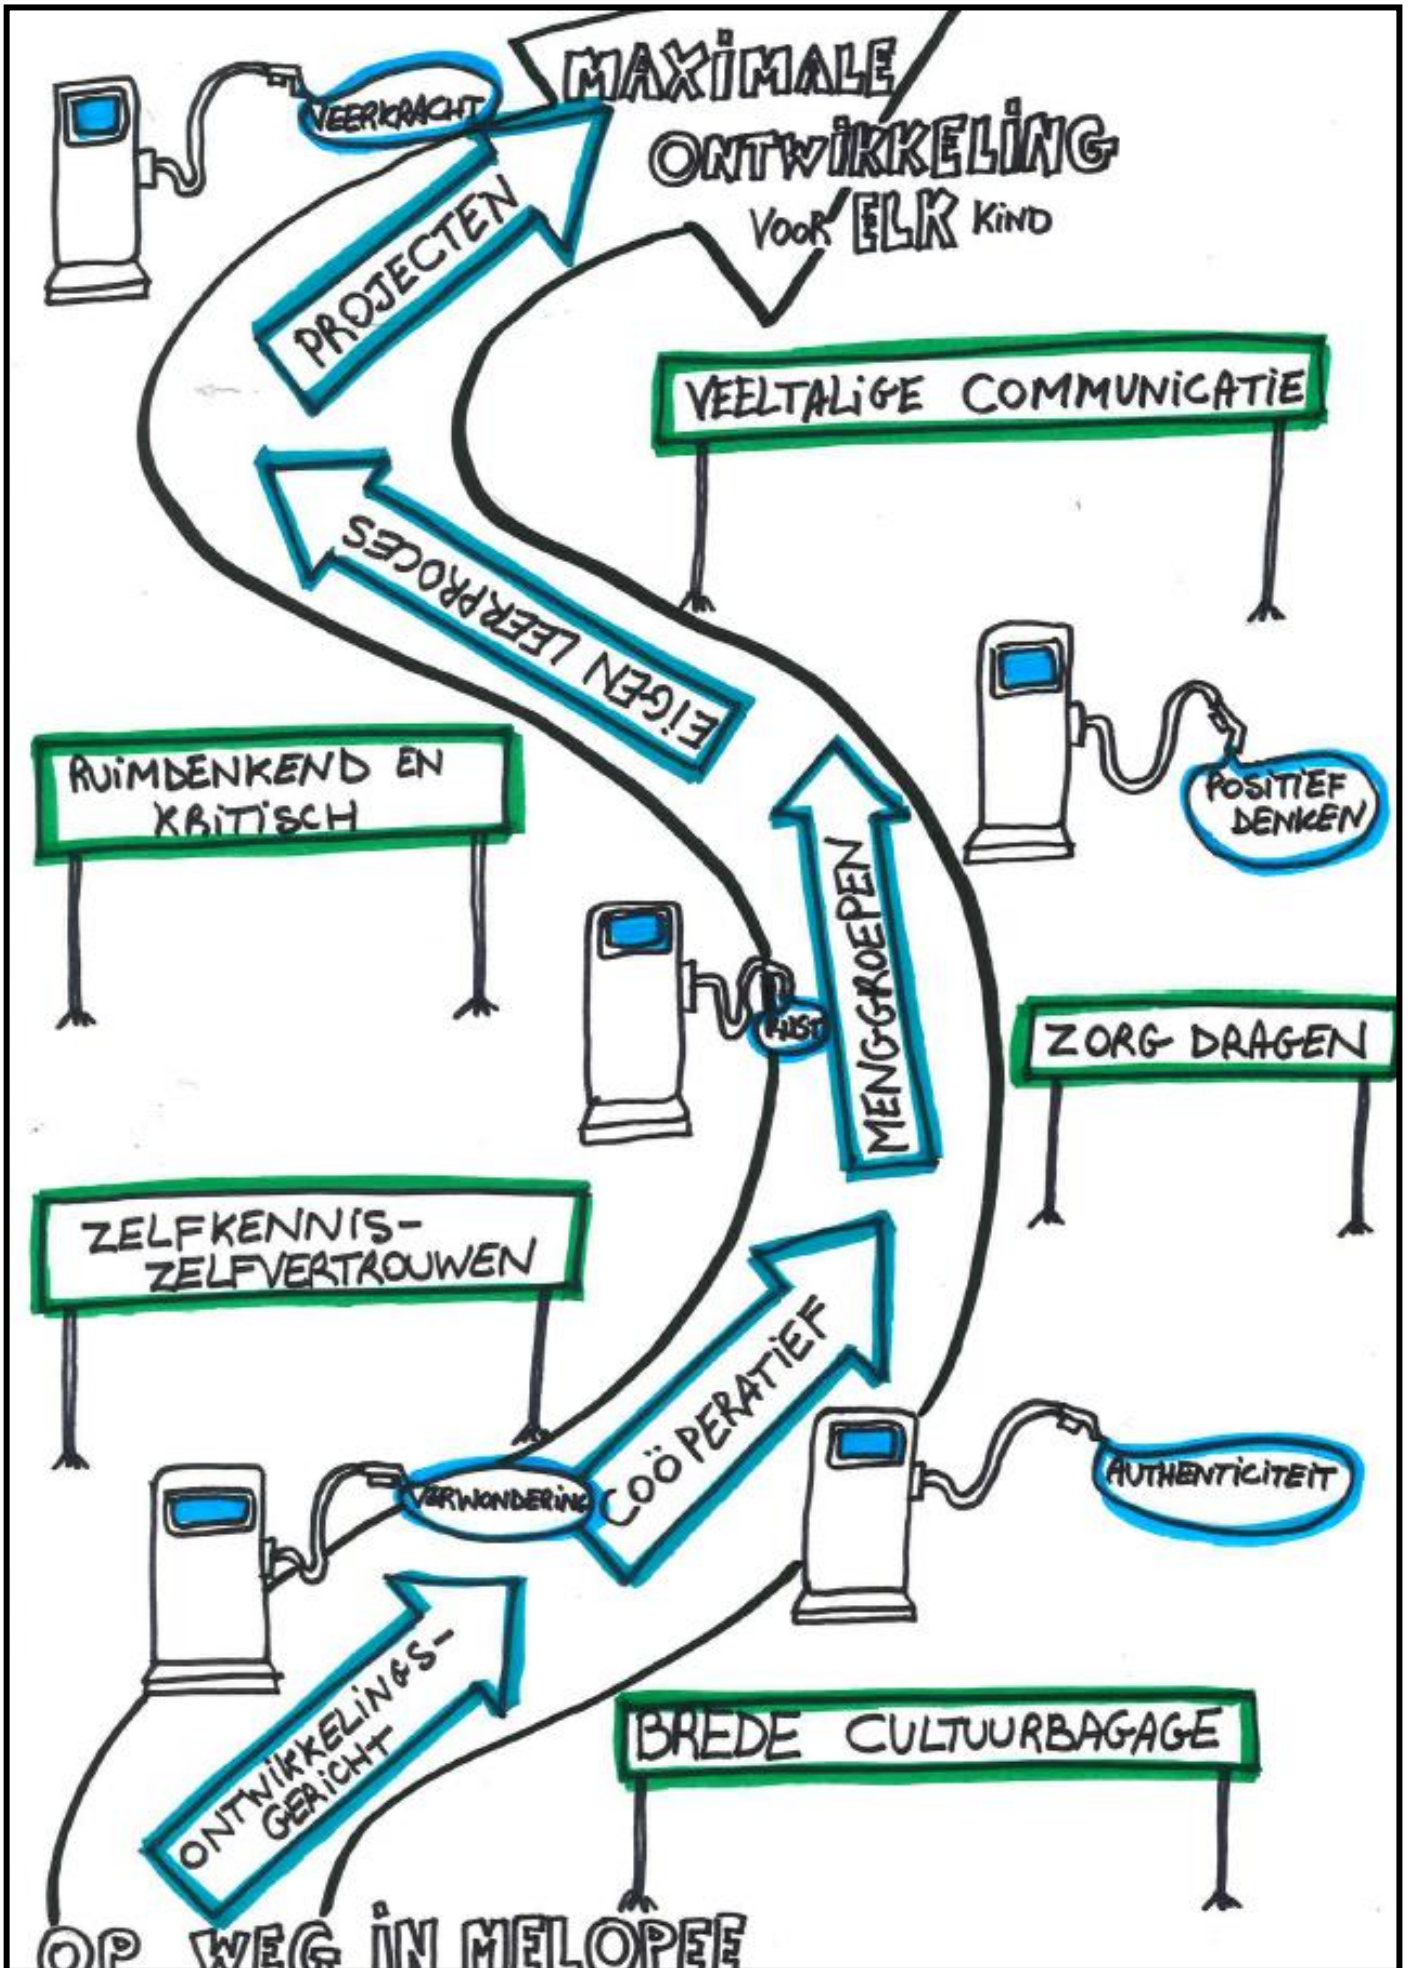 MAXIMALE
ONTWIKKELING
VOOR ELK KIND
VEERKRACHT
PROJECTEN
VEELTALIGE COMMUNICATIE
EIGEN LEERPROCES
RUIMDENKEND EN
KRITISCH
POSITIEF
DENKEN
MENGGROEPEN
RUST
ZORG DRAGEN
ZELFKENNIS-
ZELFVERTROUWEN
COÖPERATIEF
VERWONDERING
AUTHENTICITEIT
ONTWIKKELINGS-
GERICHT
BREDE CULTUURBAGAGE
OP WEG IN MELOPEE